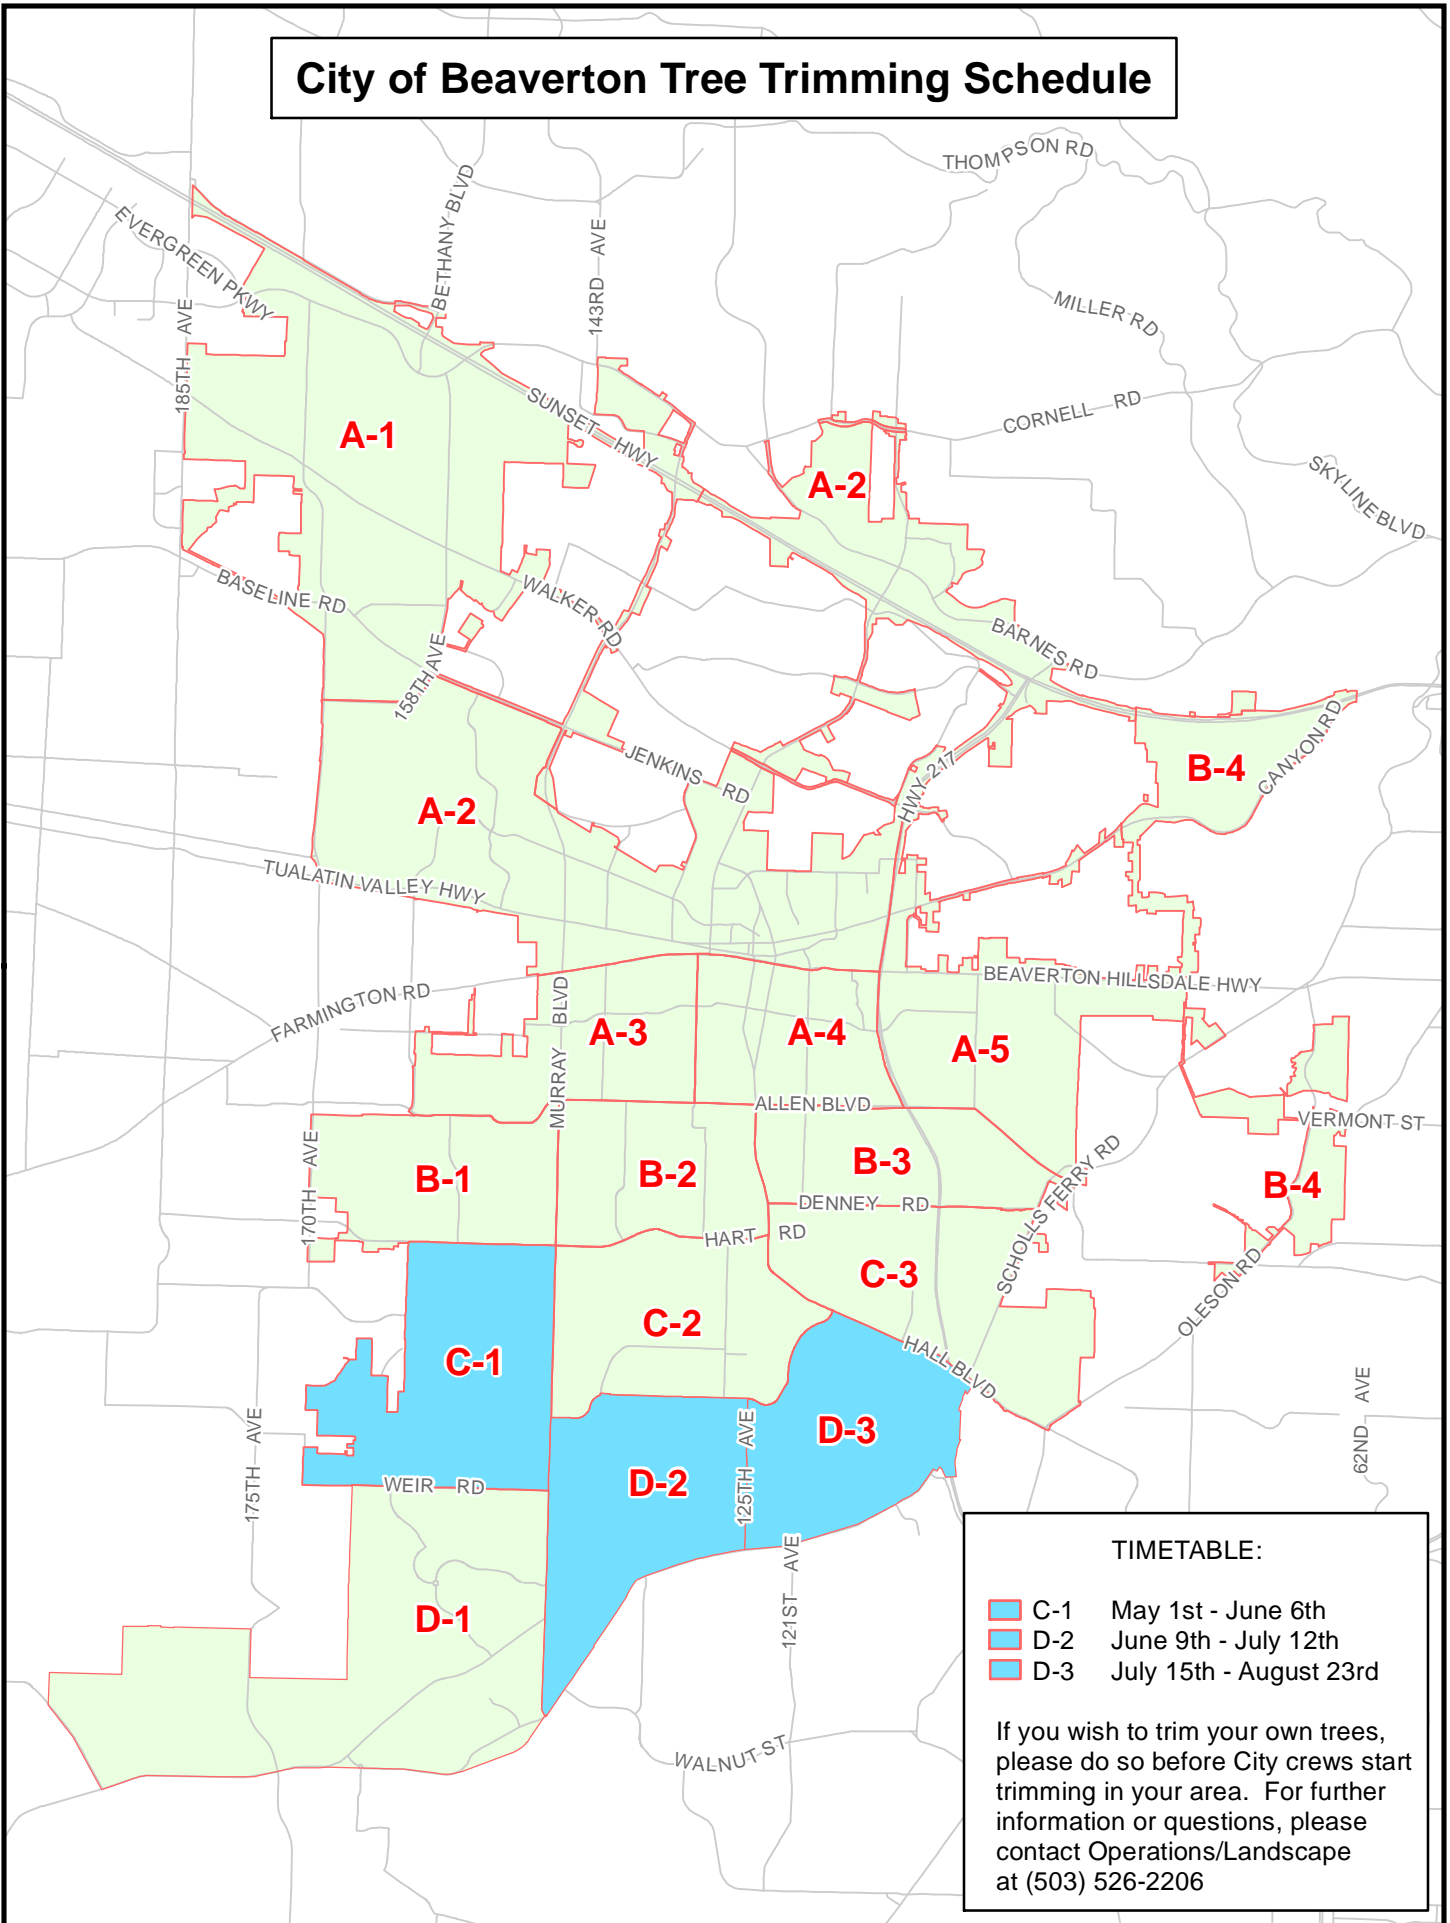 City of Beaverton Tree Trimming Schedule
THOMPSON RD
BETHANY BLVD
143RD AVE
EVERGREEN PKWY
185TH AVE
MILLER RD
CORNELL RD
SUNSET HWY
A-1
A-2
SKYLINE BLVD
BASELINE RD
WALKER RD
158TH AVE
BARNES RD
JENKINS RD
HWY 217
B-4
CANYON RD
A-2
TUALATIN VALLEY HWY
FARMINGTON RD
BEAVERTON HILLSDALE HWY
MURRAY BLVD
A-3
A-4
A-5
ALLEN BLVD
VERMONT ST
170TH AVE
B-1
B-2
B-3
SCHOLLS FERRY RD
B-4
DENNEY RD
HART RD
C-3
OLESON RD
C-2
C-1
HALL BLVD
62ND AVE
175TH AVE
125TH AVE
D-3
D-2
WEIR RD
121ST AVE
D-1
WALNUT ST
TIMETABLE:
C-1 May 1st - June 6th
D-2 June 9th - July 12th
D-3 July 15th - August 23rd
If you wish to trim your own trees,
please do so before City crews start
trimming in your area. For further
information or questions, please
contact Operations/Landscape
at (503) 526-2206